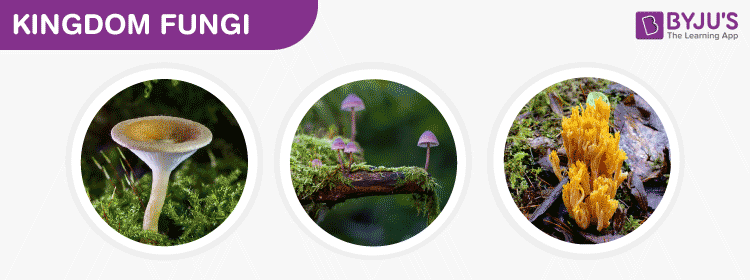 KINGDOM FUNGI
BYJU'S
The Learning App